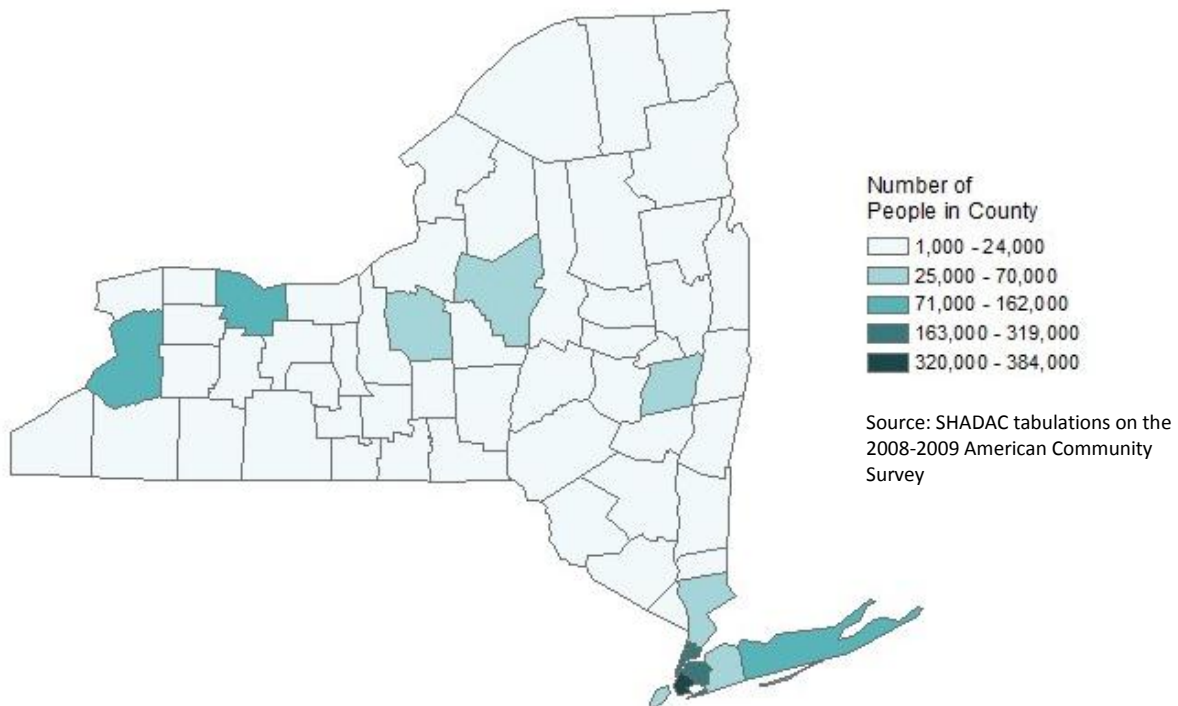 Number of
People in County
1,000 - 24,000
25,000 - 70,000
71,000 - 162,000
163,000 - 319,000
320,000 - 384,000
Source: SHADAC tabulations on the
2008-2009 American Community
Survey